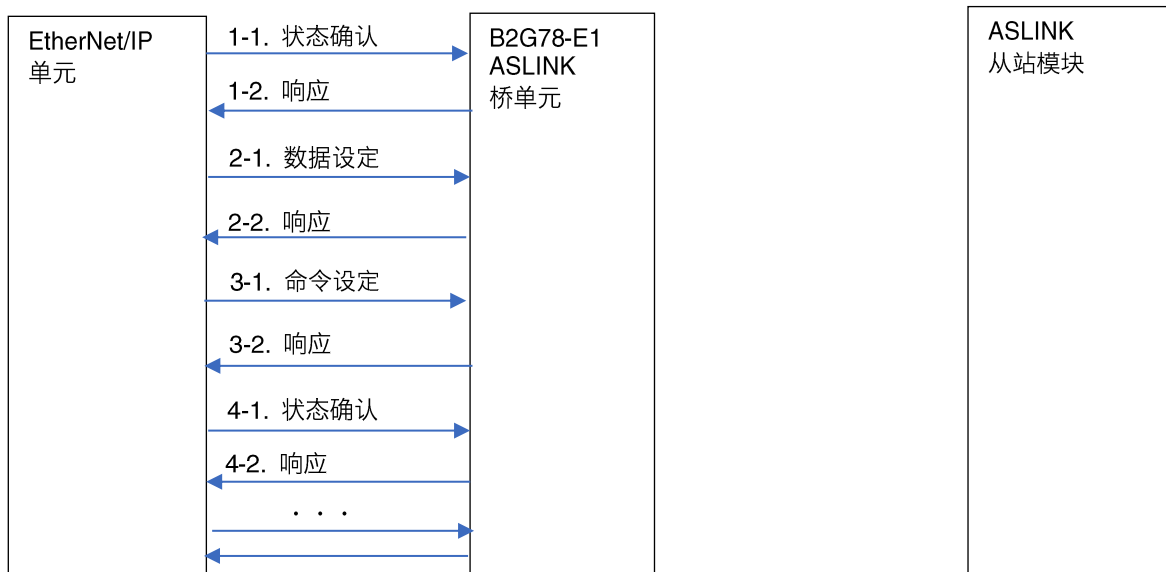 EtherNet/IP
单元
B2G78-E1
ASLINK
桥单元
ASLINK
从站模块
1-1. 状态确认
1-2. 响应
2-1. 数据设定
2-2. 响应
3-1. 命令设定
3-2. 响应
4-1. 状态确认
4-2. 响应
・・・